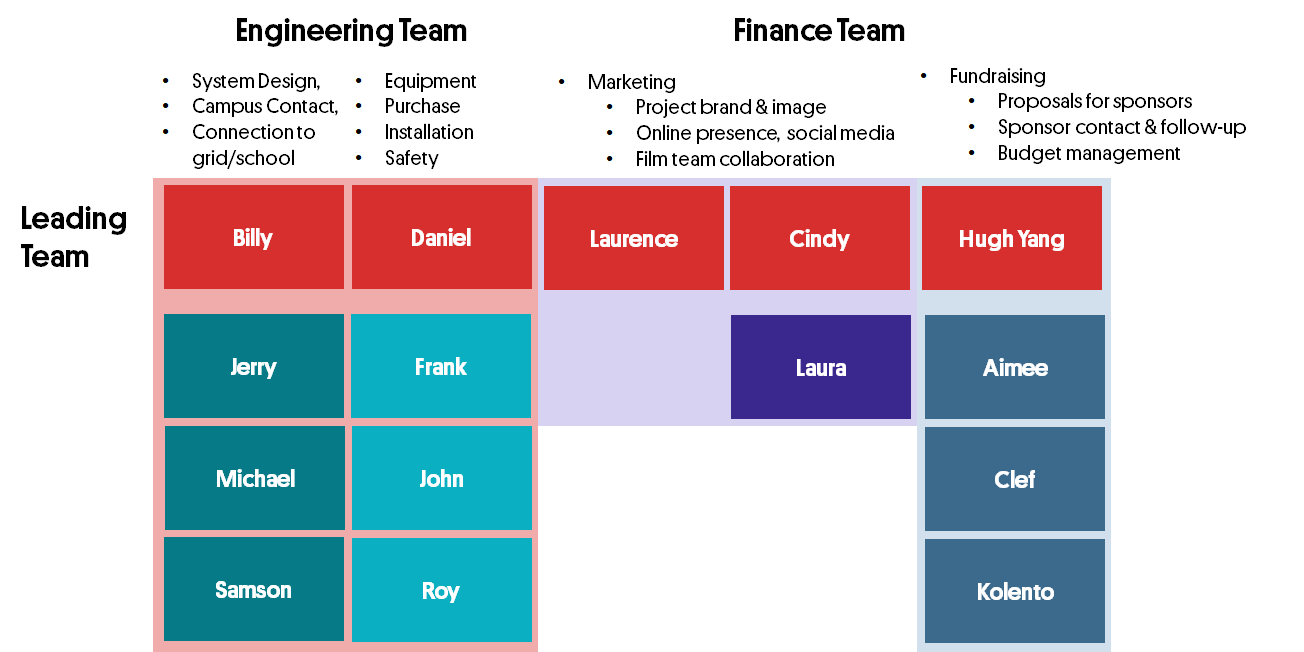 Engineering Team
Finance Team
• System Design,
• Campus Contact,
• Connection to
grid/school
• Equipment
• Purchase
• Installation
• Safety
• Marketing
• Project brand & image
• Online presence, social media
• Film team collaboration
• Fundraising
• Proposals for sponsors
• Sponsor contact & follow-up
• Budget management
Leading
Team
Billy
Daniel
Laurence
Cindy
Hugh Yang
Jerry
Frank
Laura
Aimee
Michael
John
Clef
Samson
Roy
Kolento